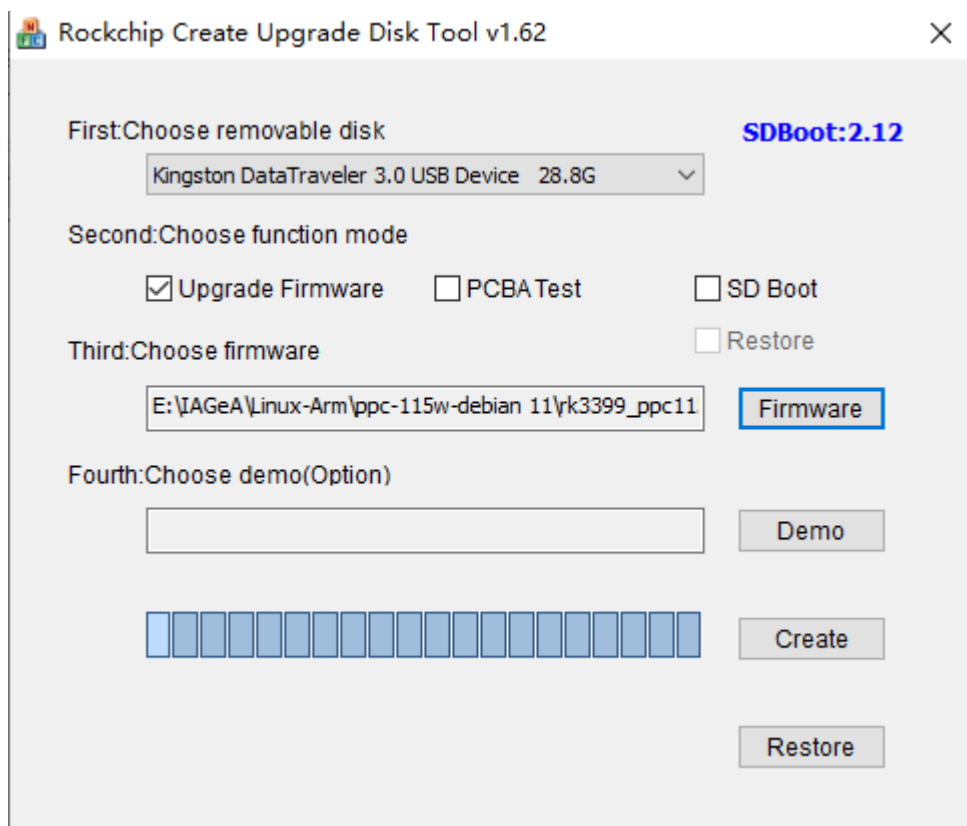 Rockchip Create Upgrade Disk Tool v1.62
First:Choose removable disk
SDBoot:2.12
Kingston DataTraveler 3.0 USB Device 28.8G
Second:Choose function mode
Upgrade Firmware
PCBA Test
SD Boot
Restore
Third:Choose firmware
E:\IAGeA\Linux-Arm\ppc-115w-debian 11\rk3399_ppc11
Firmware
Fourth:Choose demo(Option)
Demo
Create
Restore